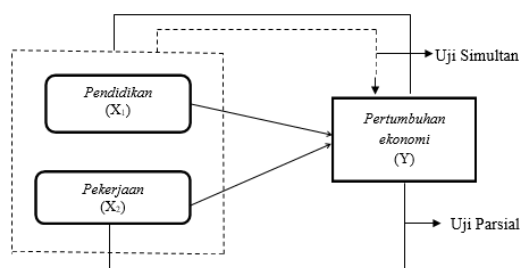 Uji Simultan
Pendidikan
(X₁)
Pertumbuhan
ekonomi
(Y)
Pekerjaan
(X₂)
Uji Parsial